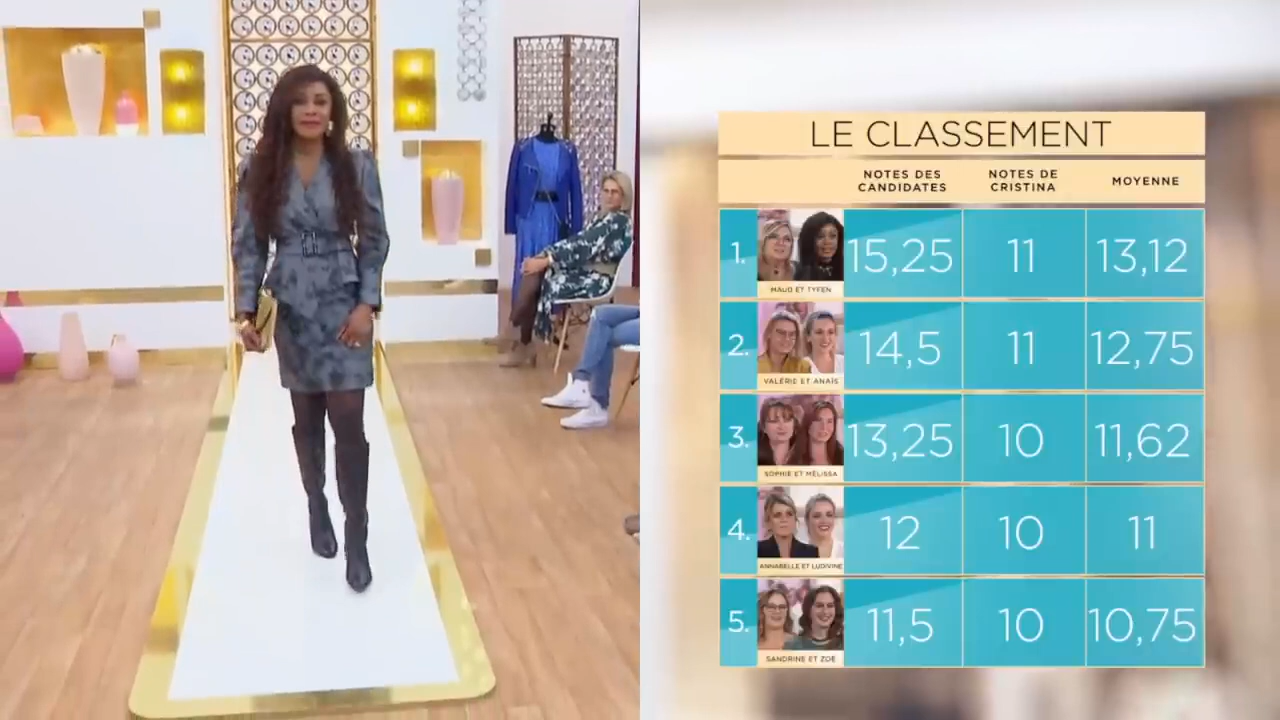 LE CLASSEMENT
NOTES DES CANDIDATES NOTES DE CRISTINA MOYENNE
1. 15,25 11 13,12
MAUD ET TYFEN
2. 14,5 11 12,75
VALÉRIE ET ANAÏS
3. 13,25 10 11,62
SOPHIE ET MÉLISSA
4. 12 10 11
ANNABELLE ET LUDIVINE
5. 11,5 10 10,75
SANDRINE ET ZOÉ